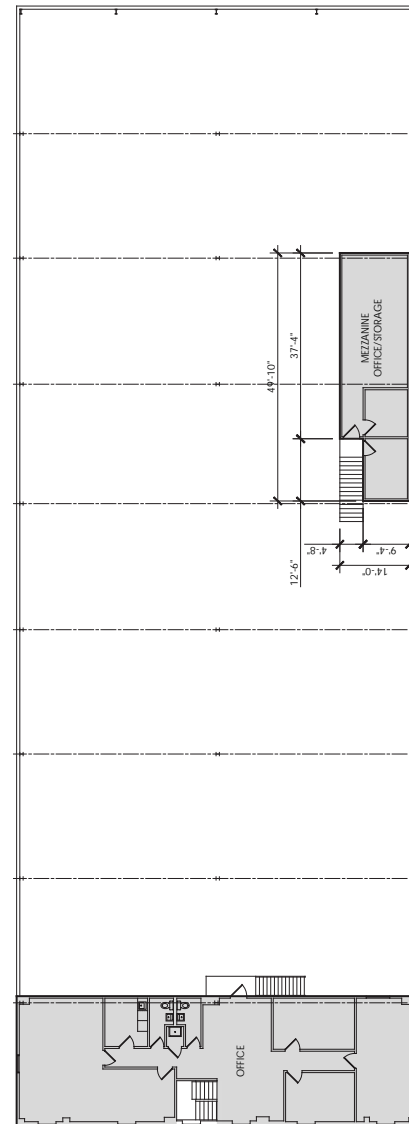 MEZZANINE
OFFICE/STORAGE
37'-4"
49'-10"
12'-6"
4'-8"
9'-4"
14'-0"
OFFICE